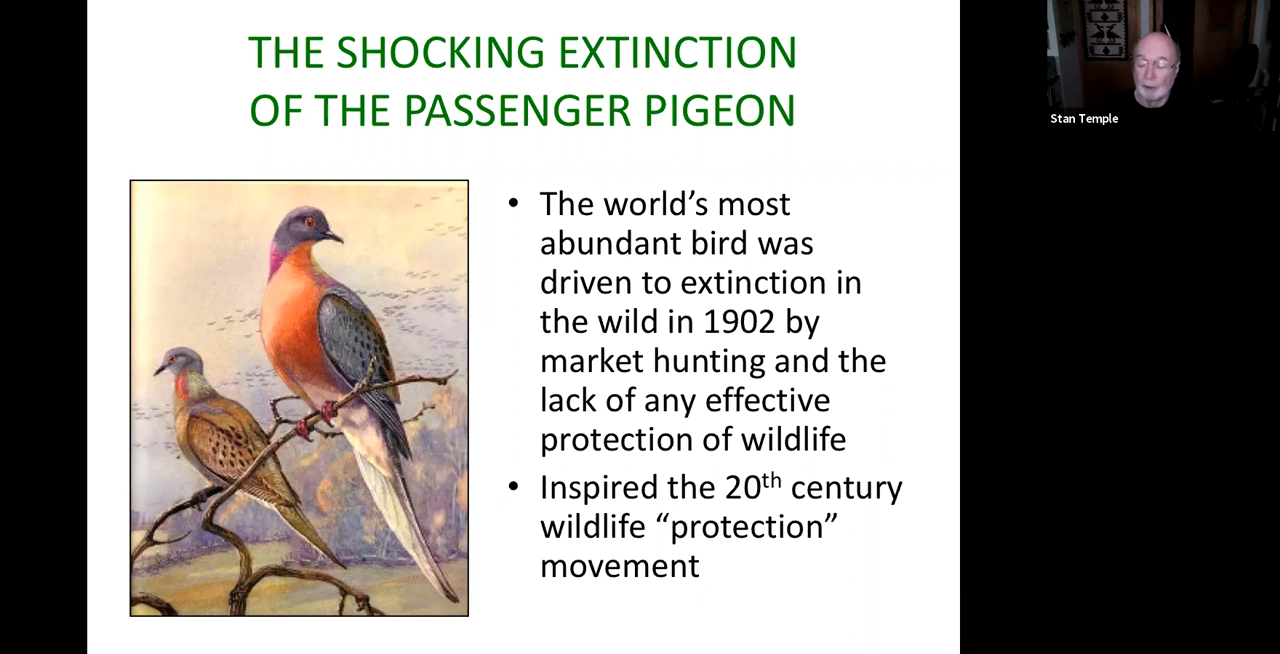 THE SHOCKING EXTINCTION
OF THE PASSENGER PIGEON
• The world’s most
abundant bird was
driven to extinction in
the wild in 1902 by
market hunting and the
lack of any effective
protection of wildlife
• Inspired the 20th century
wildlife “protection”
movement
Stan Temple